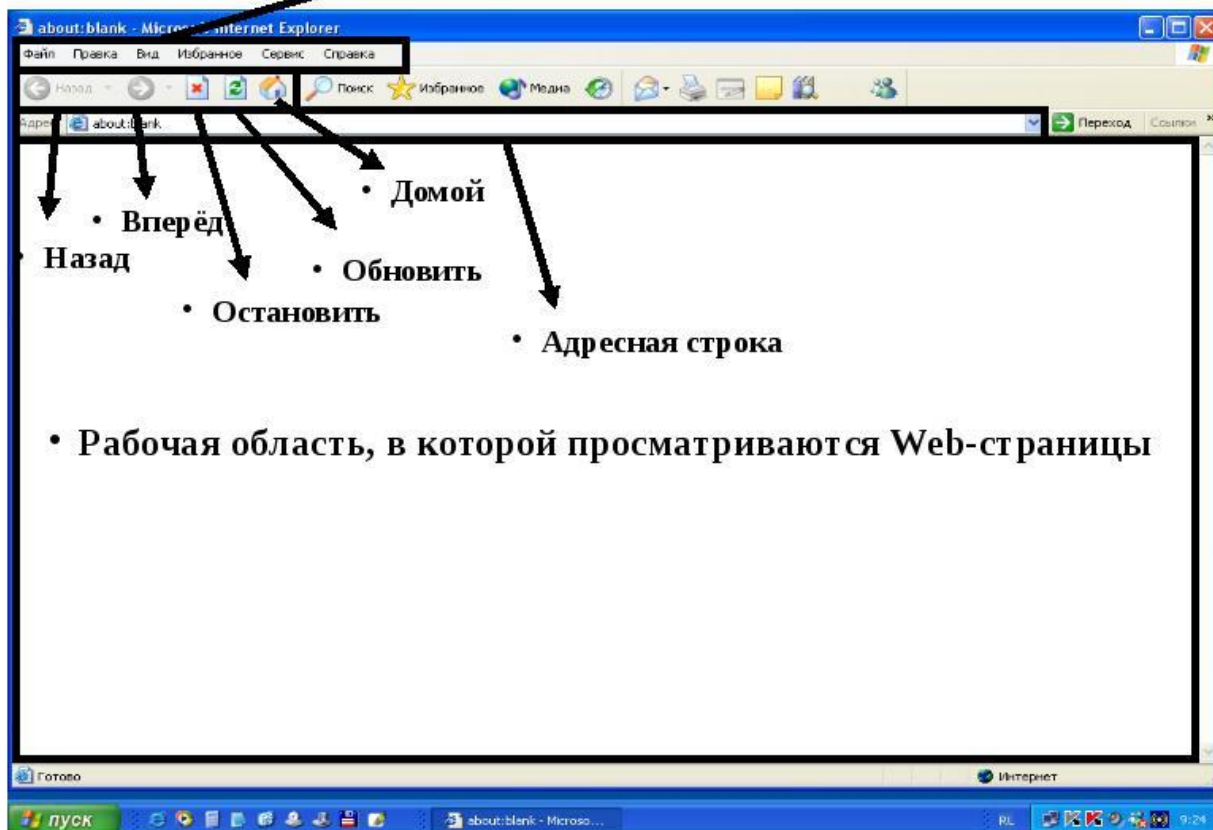 about:blank - Microsoft Internet Explorer
Файл Правка Вид Избранное Сервис Справка
Назад Поиск Избранное Медиа
Адрес about:blank Переход Ссылки »
• Домой
• Вперёд
• Назад
• Обновить
• Остановить
• Адресная строка
• Рабочая область, в которой просматриваются Web-страницы
Готово Интернет
пуск about:blank - Microso... RL 9:24